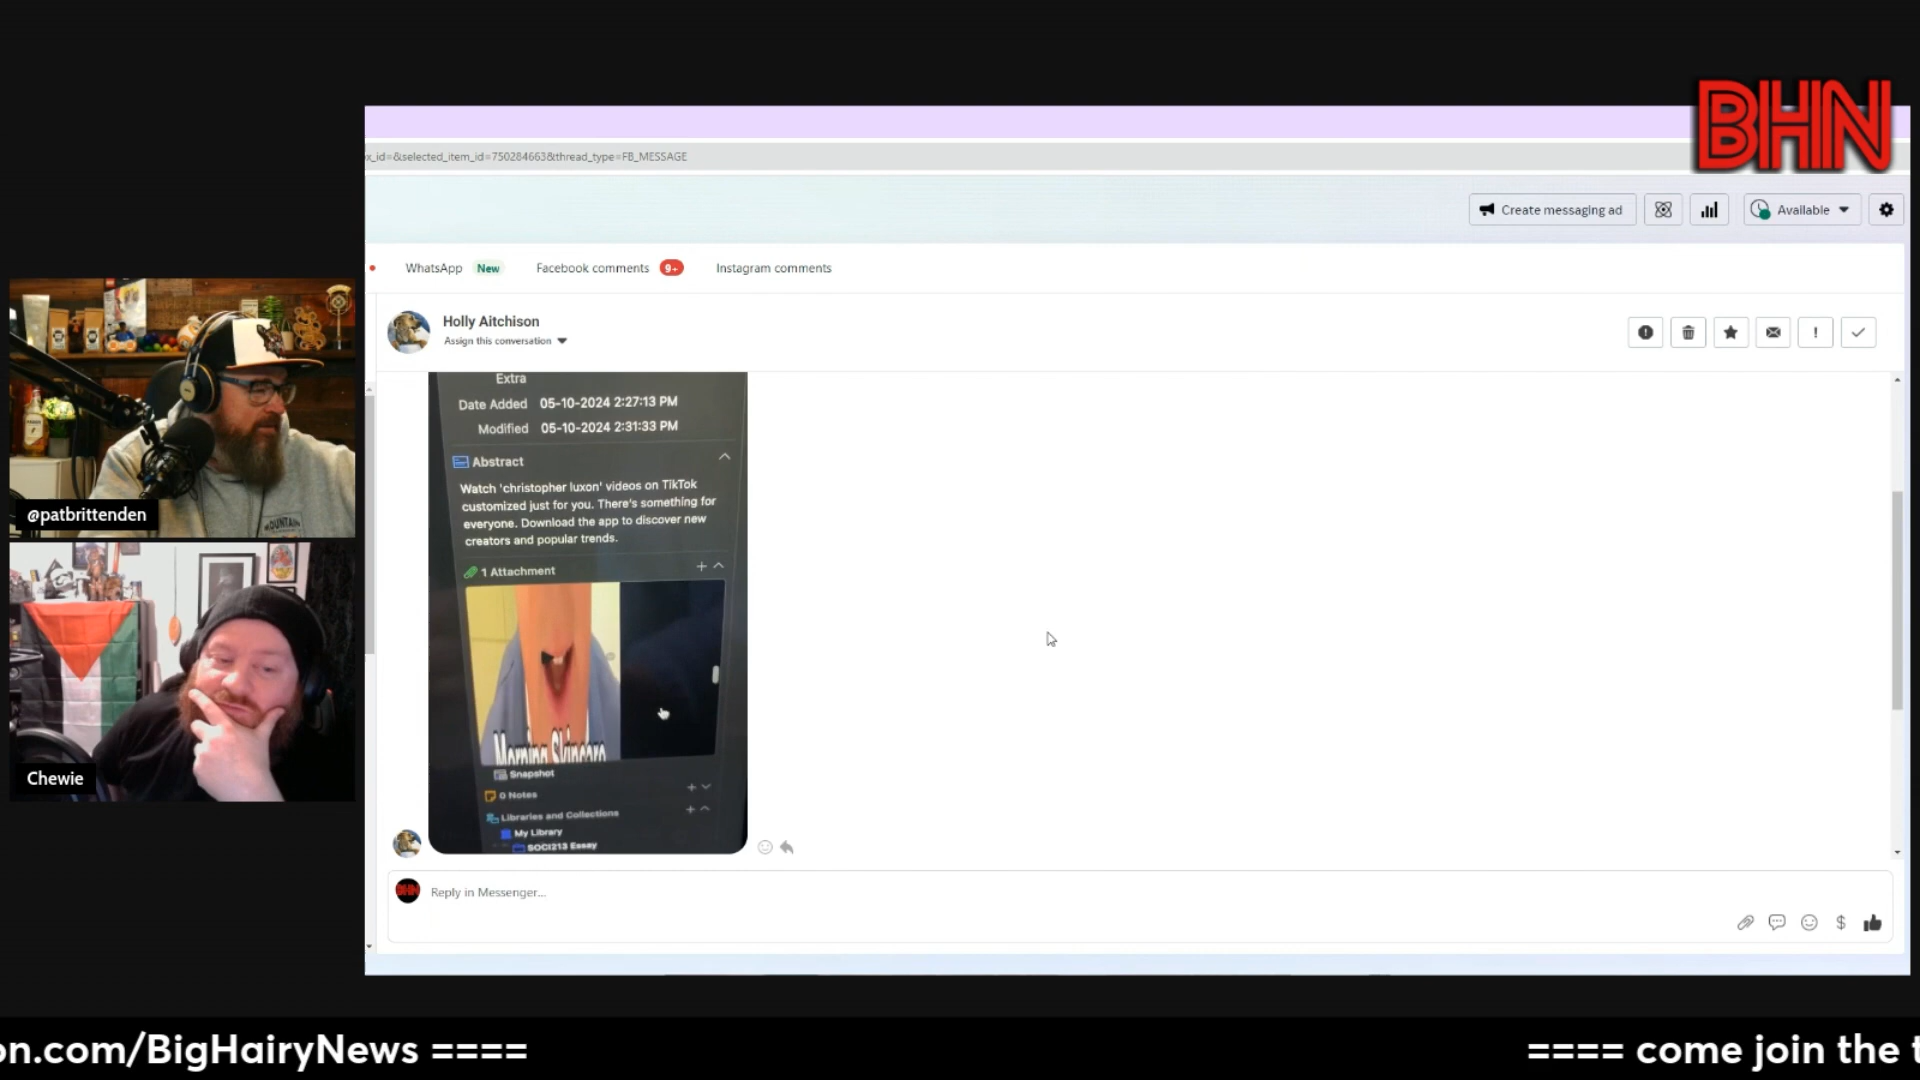 BHN
x_id=&selected_item_id=750284663&thread_type=FB_MESSAGE
Create messaging ad
Available
WhatsApp New Facebook comments 9+ Instagram comments
Holly Aitchison
Assign this conversation
Extra
Date Added 05-10-2024 2:27:13 PM
Modified 05-10-2024 2:31:33 PM
Abstract
Watch 'christopher luxon' videos on TikTok
customized just for you. There's something for
everyone. Download the app to discover new
creators and popular trends.
1 Attachment
Morning Skincare
Snapshot
0 Notes
Libraries and Collections
My Library
SOCI213 Essay
BHN
Reply in Messenger...
@patbrittenden
MOUNTAIN
Chewie
on.com/BigHairyNews ==== ==== come join the t